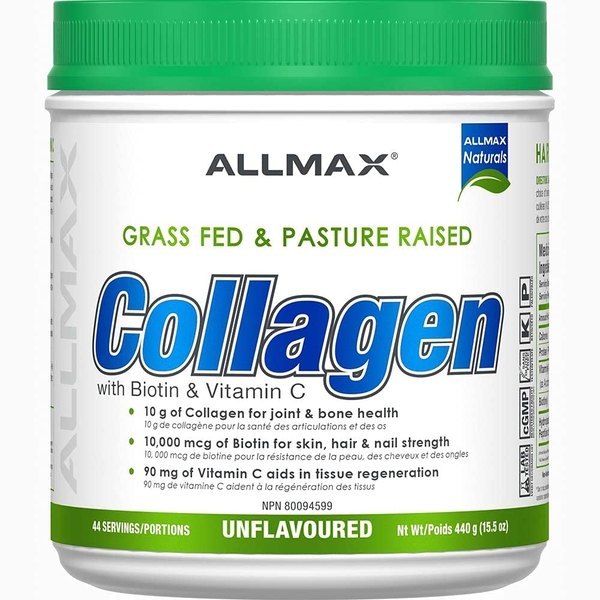 ALLMAX®
ALLMAX
Naturals
GRASS FED & PASTURE RAISED
Collagen
with Biotin & Vitamin C
• 10 g of Collagen for joint & bone health
10 g de collagène pour la santé des articulations et des os
• 10,000 mcg of Biotin for skin, hair & nail strength
10, 000 mcg de biotine pour la résistance de la peau, des cheveux et des ongles
• 90 mg of Vitamin C aids in tissue regeneration
90 mg de vitamine C aident à la régénération des tissus
NPN 80094599
44 SERVINGS/PORTIONS
UNFLAVOURED
Nt Wt/Poids 440 g (15.5 oz)
ALLMAX
LAB
TESTED
cGMP
K
P